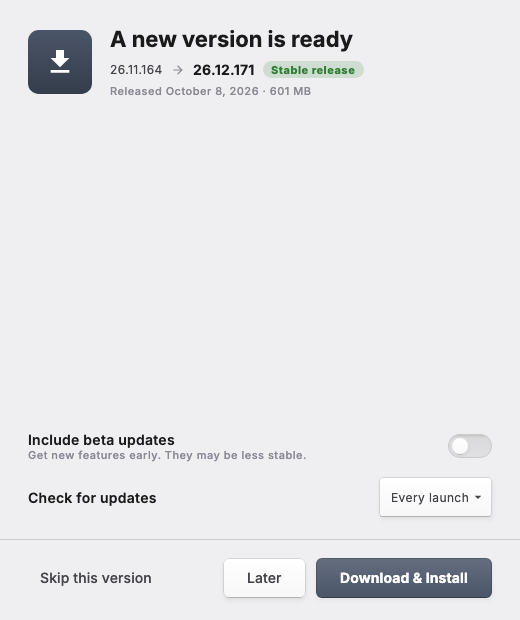 A new version is ready
26.11.164 → 26.12.171 Stable release
Released October 8, 2026 · 601 MB
Include beta updates
Get new features early. They may be less stable.
Check for updates
Every launch
Skip this version
Later
Download & Install